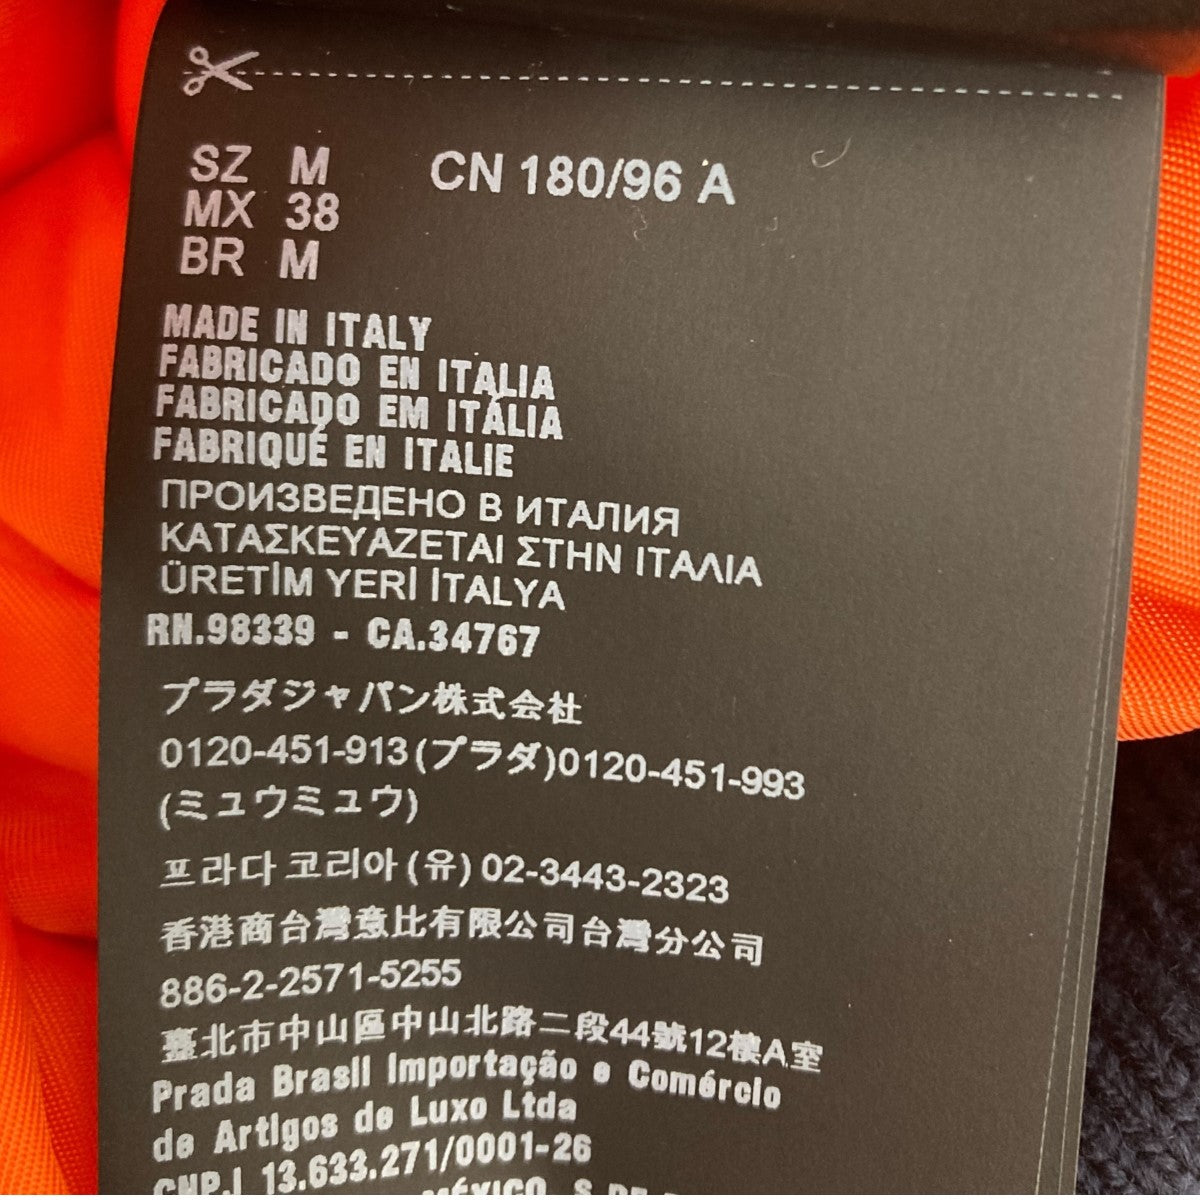 SZ M CN 180/96 A
MX 38
BR M
MADE IN ITALY
FABRICADO EN ITALIA
FABRICADO EM ITÁLIA
FABRIQUÉ EN ITALIE
ПРОИЗВЕДЕНО В ИТАЛИЯ
ΚΑΤΑΣΚΕΥΑΖΕΤΑΙ ΣΤΗΝ ΙΤΑΛΙΑ
ÜRETİM YERİ İTALYA
RN.98339 - CA.34767
プラダジャパン株式会社
0120-451-913(プラダ)0120-451-993
(ミュウミュウ)
프라다 코리아 (유) 02-3443-2323
香港商台灣意比有限公司台灣分公司
886-2-2571-5255
臺北市中山區中山北路二段44號12樓A室
Prada Brasil Importação e Comércio
de Artigos de Luxo Ltda
CNPJ 13.633.271/0001-26
MÉXICO, S. DE